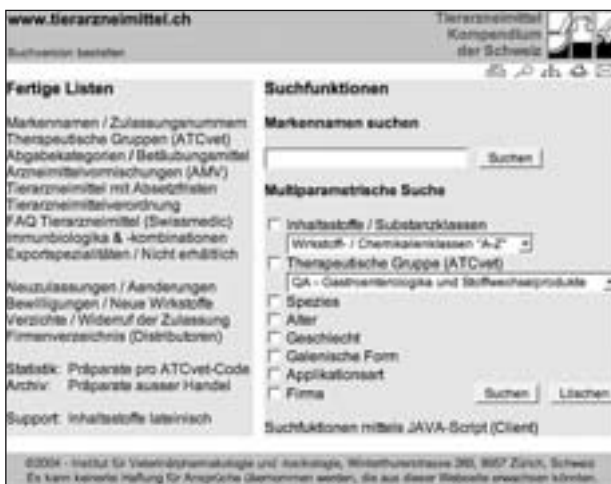 www.tierarzneimittel.ch
Tierarzneimittel
Kompendium
der Schweiz
Buchversion bestellen
Fertige Listen
Markennamen / Zulassungsnummern
Therapeutische Gruppen (ATCvet)
Abgabekategorien / Betäubungsmittel
Arzneimittelvormischungen (AMV)
Tierarzneimittel mit Absetzfristen
Tierarzneimittelverordnung
FAQ Tierarzneimittel (Swissmedic)
Immunbiologika & -kombinationen
Exportspezialitäten / Nicht erhältlich
Neuzulassungen / Aenderungen
Bewilligungen / Neue Wirkstoffe
Verzichte / Widerruf der Zulassung
Firmenverzeichnis (Distributoren)
Statistik: Präparate pro ATCvet-Code
Archiv: Präparate ausser Handel
Support: Inhaltsstoffe lateinisch
Suchfunktionen
Markennamen suchen
Suchen
Multiparametrische Suche
Inhaltsstoffe / Substanzklassen
Wirkstoff- / Chemikalienklassen "A-Z"
Therapeutische Gruppe (ATCvet)
QA - Gastroenterologika und Stoffwechselprodukte
Spezies
Alter
Geschlecht
Galenische Form
Applikationsart
Firma
Suchen Löschen
Suchfuktionen mittels JAVA-Script (Client)
©2004 - Institut für Veterinärpharmakologie und -toxikologie, Winterthurerstrasse 260, 8057 Zürich, Schweiz
Es kann keinerlei Haftung für Ansprüche übernommen werden, die aus dieser Webseite erwachsen könnten.